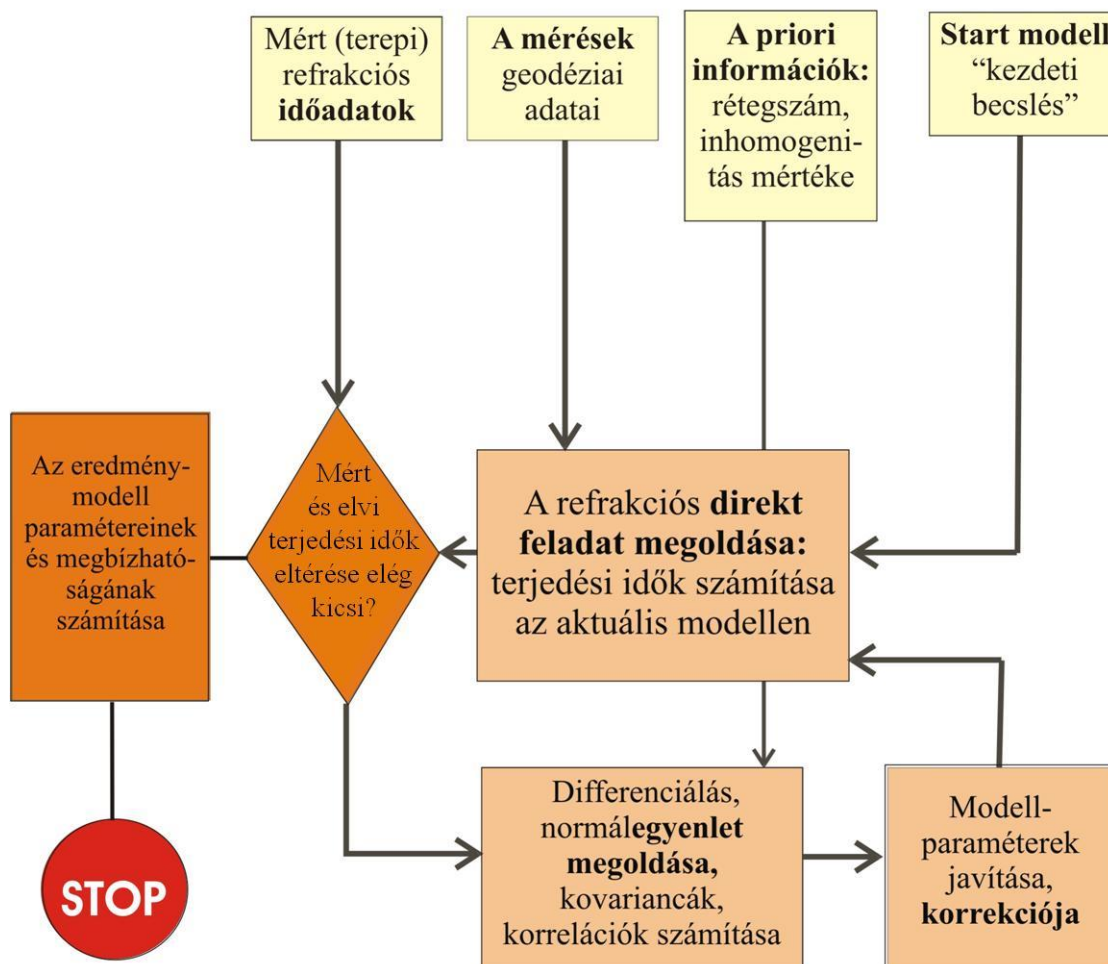 Mért (terepi)
refrakciós
időadatok
A mérések
geodéziai
adatai
A priori
információk:
rétegszám,
inhomogeni-
tás mértéke
Start modell
“kezdeti
becslés”
Az eredmény-
modell
paramétereinek
és megbízható-
ságának
számítása
Mért
és elvi
terjedési idők
eltérése elég
kicsi?
A refrakciós direkt
feladat megoldása:
terjedési idők számítása
az aktuális modellen
STOP
Differenciálás,
normálegyenlet
megoldása,
kovariancák,
korrelációk számítása
Modell-
paraméterek
javítása,
korrekciója